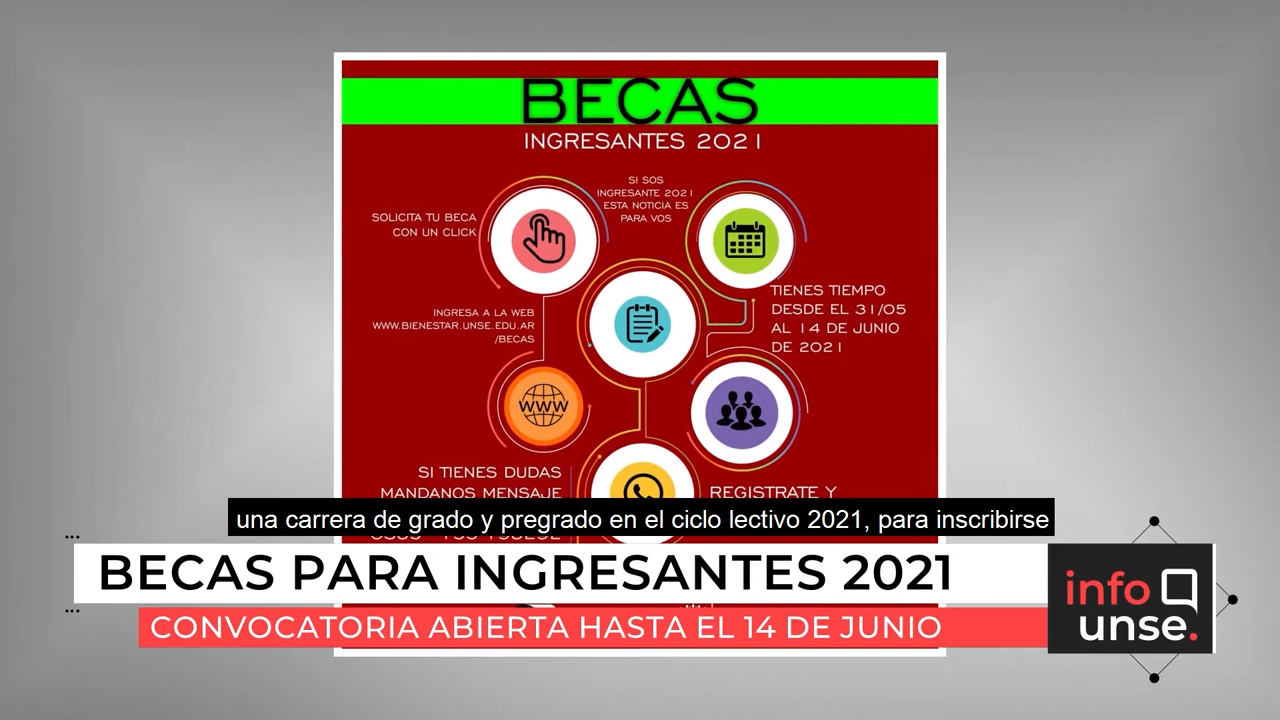 BECAS
INGRESANTES 2021
SI SOS
INGRESANTE 2021
ESTA NOTICIA ES
PARA VOS
SOLICITA TU BECA
CON UN CLICK
TIENES TIEMPO
DESDE EL 31/05
AL 14 DE JUNIO
DE 2021
INGRESA A LA WEB
WWW.BIENESTAR.UNSE.EDU.AR
/BECAS
WWW
SI TIENES DUDAS
MANDANOS MENSAJE
REGISTRATE Y
una carrera de grado y pregrado en el ciclo lectivo 2021, para inscribirse
BECAS PARA INGRESANTES 2021
CONVOCATORIA ABIERTA HASTA EL 14 DE JUNIO
info
unse.